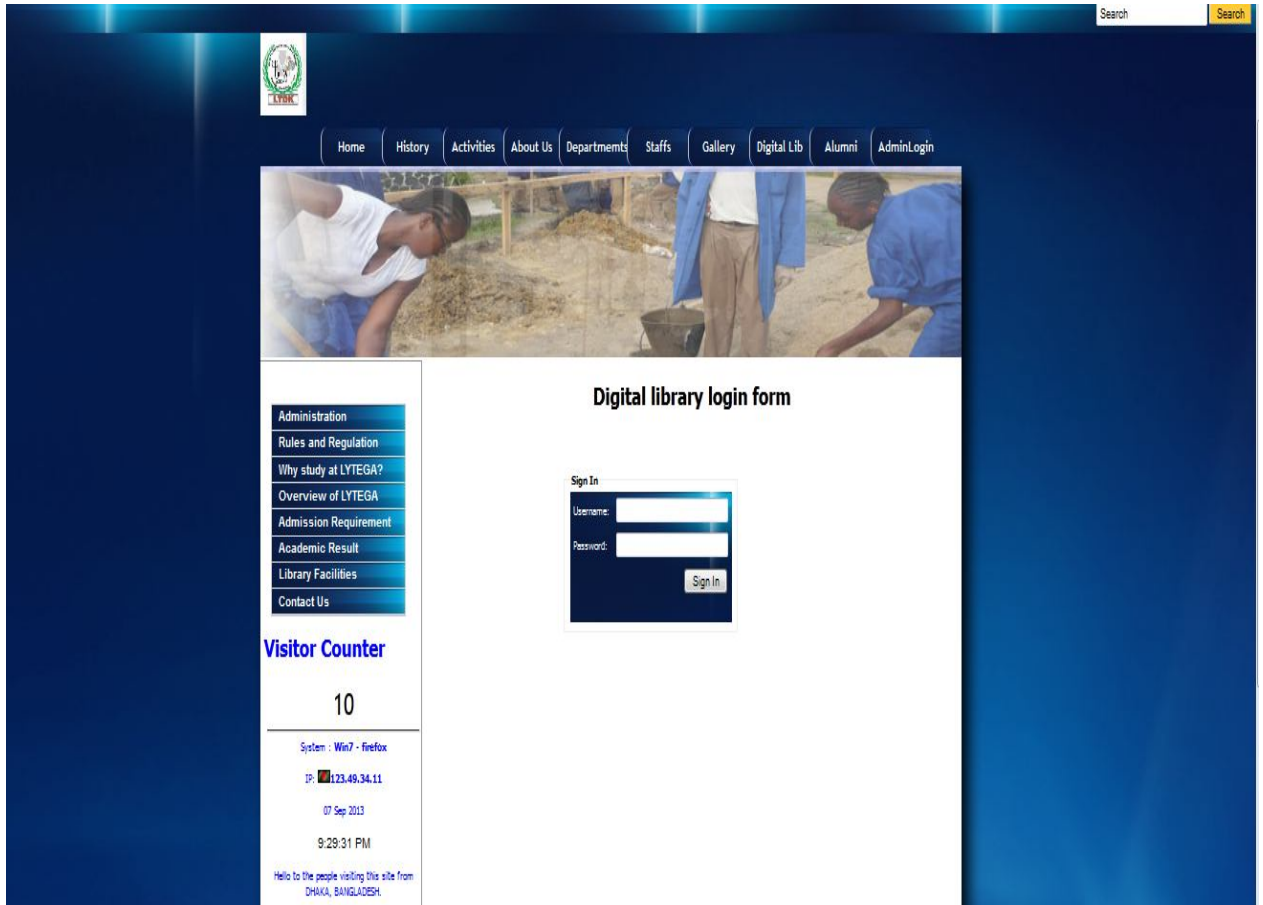 Search Search
LYDK
Home History Activities About Us Departmemts Staffs Gallery Digital Lib Alumni AdminLogin
Digital library login form
Administration
Rules and Regulation
Why study at LYTEGA?
Overview of LYTEGA
Admission Requirement
Academic Result
Library Facilities
Contact Us
Sign In
Username:
Password:
Sign In
Visitor Counter
10
System : Win7 - firefox
IP: 123.49.34.11
07 Sep 2013
9:29:31 PM
Hello to the people visiting this site from
DHAKA, BANGLADESH.